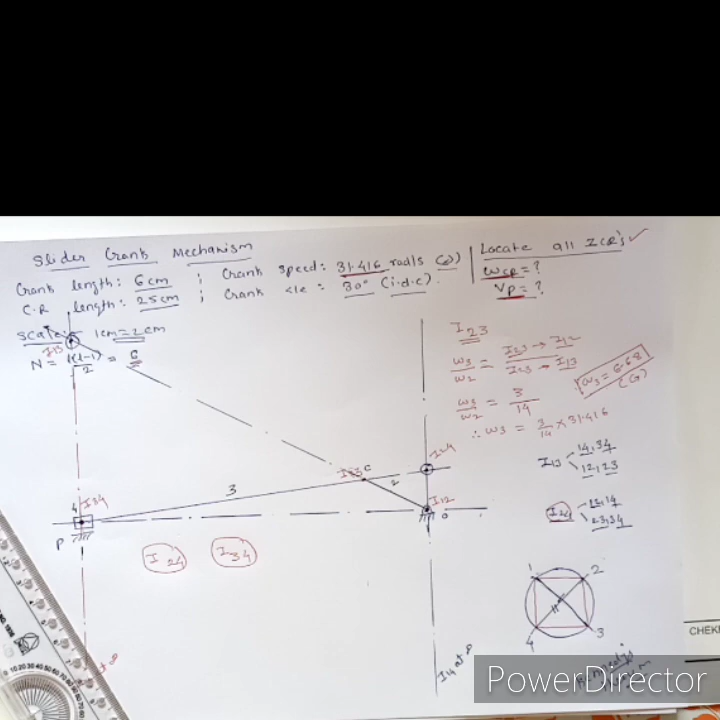 Slider Crank Mechanism
Crank length: 6cm ; Crank speed: 31.416 rad/s
C.R length: 25cm ; Crank <le = 30° (i.d.c).
Locate all ICR's ✓
ωCR = ?
Vp = ?
Scale:- 1cm = 2cm
I13
N = l(l-1)/2 = 6
I23
ω3/ω2 = I23 → I12 / I23 → I13
ω3/ω2 = 3/14
∴ ω3 = 3/14 × 31.416
ω3 = 6.68
I24
I23 C
3
2
4 I34
I12
P
O
I13 14,34
12,23
I24 12,14
23,34
I24 I34
1 2
4 3
at ∞
I14 at ∞
CHEK
PowerDirector